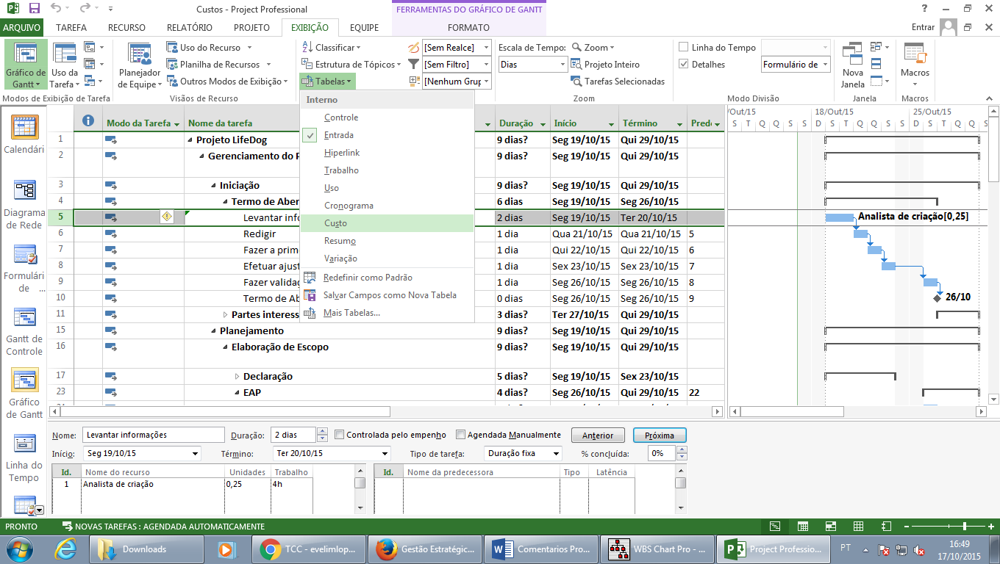 Custos - Project Professional
FERRAMENTAS DO GRÁFICO DE GANTT
ARQUIVO TAREFA RECURSO RELATÓRIO PROJETO EXIBIÇÃO EQUIPE FORMATO Entrar
Gráfico de Gantt
Uso da Tarefa
Modos de Exibição de Tarefa
Planejador de Equipe
Uso do Recurso
Planilha de Recursos
Outros Modos de Exibição
Visões de Recurso
Classificar
Estrutura de Tópicos
Tabelas
[Sem Realce]
[Sem Filtro]
[Nenhum Grup
Escala de Tempo:
Dias
Zoom
Projeto Inteiro
Tarefas Selecionadas
Zoom
Linha do Tempo
Detalhes
Formulário de
Modo Divisão
Nova Janela
Janela
Macros
Macros
Interno
Controle
Entrada
Hiperlink
Trabalho
Uso
Cronograma
Custo
Resumo
Variação
Redefinir como Padrão
Salvar Campos como Nova Tabela
Mais Tabelas...
Calendári
Diagrama de Rede
Formulári de ...
Gantt de Controle
Gráfico de Gantt
Linha do Tempo
Modo da Tarefa Nome da tarefa Duração Início Término Pred
/Out/15 18/Out/15 25/Out/15
S T Q Q S S D S T Q Q S S D S T Q Q S
1 Projeto LifeDog 9 dias? Seg 19/10/15 Qui 29/10/15
2 Gerenciamento do P 9 dias? Seg 19/10/15 Qui 29/10/15
3 Iniciação 9 dias? Seg 19/10/15 Qui 29/10/15
4 Termo de Aber 6 dias Seg 19/10/15 Seg 26/10/15
5 Levantar info 2 dias Seg 19/10/15 Ter 20/10/15 Analista de criação[0,25]
6 Redigir 1 dia Qua 21/10/15 Qua 21/10/15 5
7 Fazer a prime 1 dia Qui 22/10/15 Qui 22/10/15 6
8 Efetuar ajust 1 dia Sex 23/10/15 Sex 23/10/15 7
9 Fazer validaç 1 dia Seg 26/10/15 Seg 26/10/15 8
10 Termo de Ab 0 dias Seg 26/10/15 Seg 26/10/15 9 26/10
11 Partes interess 3 dias? Ter 27/10/15 Qui 29/10/15
15 Planejamento 9 dias? Seg 19/10/15 Qui 29/10/15
16 Elaboração de Escopo 9 dias? Seg 19/10/15 Qui 29/10/15
17 Declaração 5 dias? Seg 19/10/15 Sex 23/10/15
23 EAP 4 dias? Seg 26/10/15 Qui 29/10/15 22
Nome: Levantar informações Duração: 2 dias Controlada pelo empenho Agendada Manualmente Anterior Próxima
Início: Seg 19/10/15 Término: Ter 20/10/15 Tipo de tarefa: Duração fixa % concluída: 0%
Id. Nome do recurso Unidades Trabalho Id. Nome da predecessora Tipo Latência
1 Analista de criação 0,25 4h
PRONTO NOVAS TAREFAS : AGENDADA AUTOMATICAMENTE
Downloads TCC - evelimlop... Gestão Estratégic... Comentarios Pro... WBS Chart Pro - ... Project Professio... PT 16:49
17/10/2015